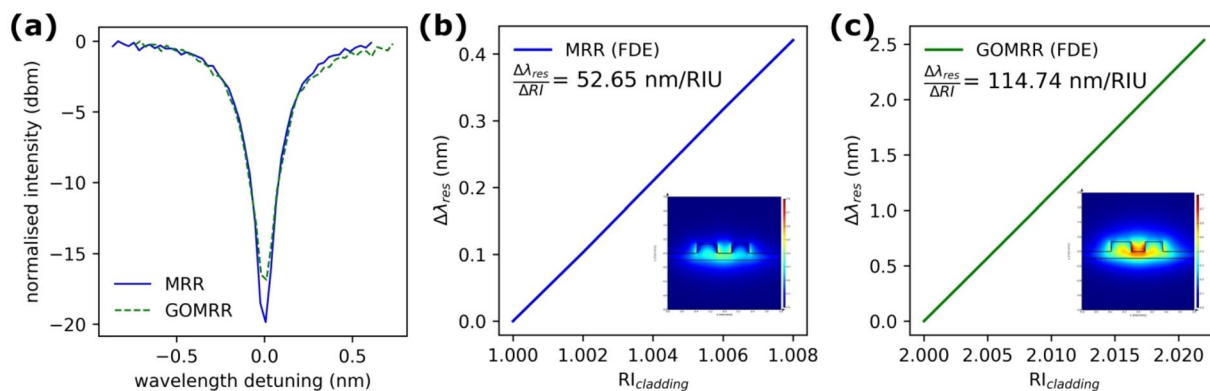 (a)
normalised intensity (dbm)
0
−5
−10
−15
−20
MRR
GOMRR
−0.5
0.0
0.5
wavelength detuning (nm)
(b)
Δλres (nm)
0.4
0.3
0.2
0.1
0.0
MRR (FDE)
Δλres/ΔRI = 52.65 nm/RIU
1.000
1.002
1.004
1.006
1.008
RIcladding
(c)
Δλres (nm)
2.5
2.0
1.5
1.0
0.5
0.0
GOMRR (FDE)
Δλres/ΔRI = 114.74 nm/RIU
2.000
2.005
2.010
2.015
2.020
RIcladding